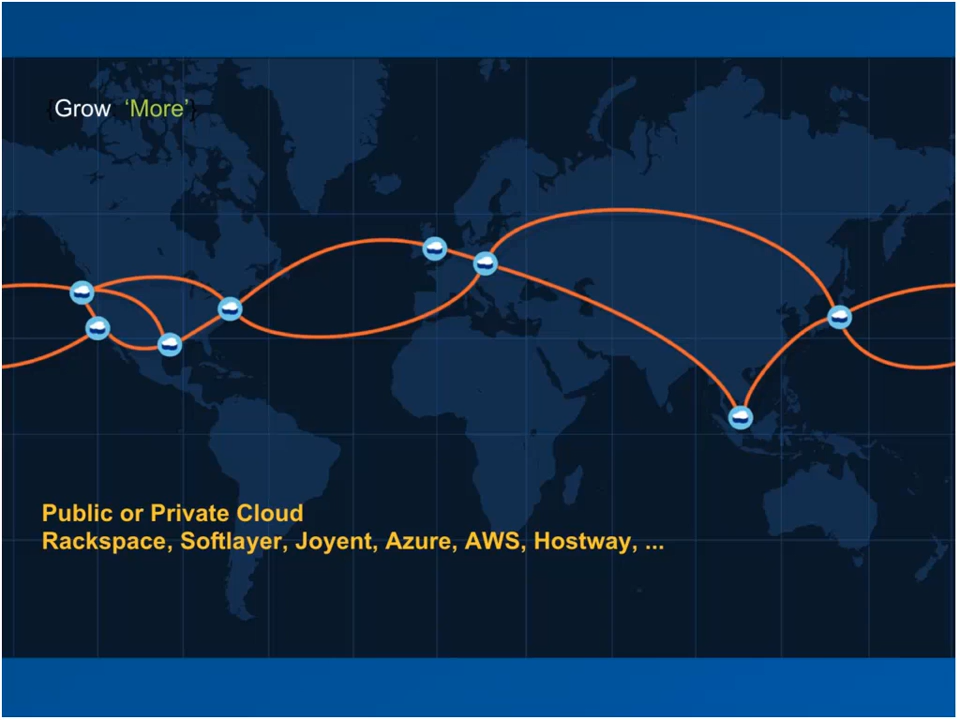 {Grow ‘More’}
Public or Private Cloud
Rackspace, Softlayer, Joyent, Azure, AWS, Hostway, ...